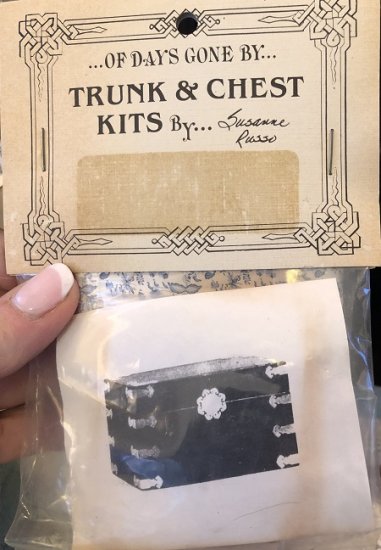 ...OF DAYS GONE BY...
TRUNK & CHEST
KITS By... Susanne
Russo